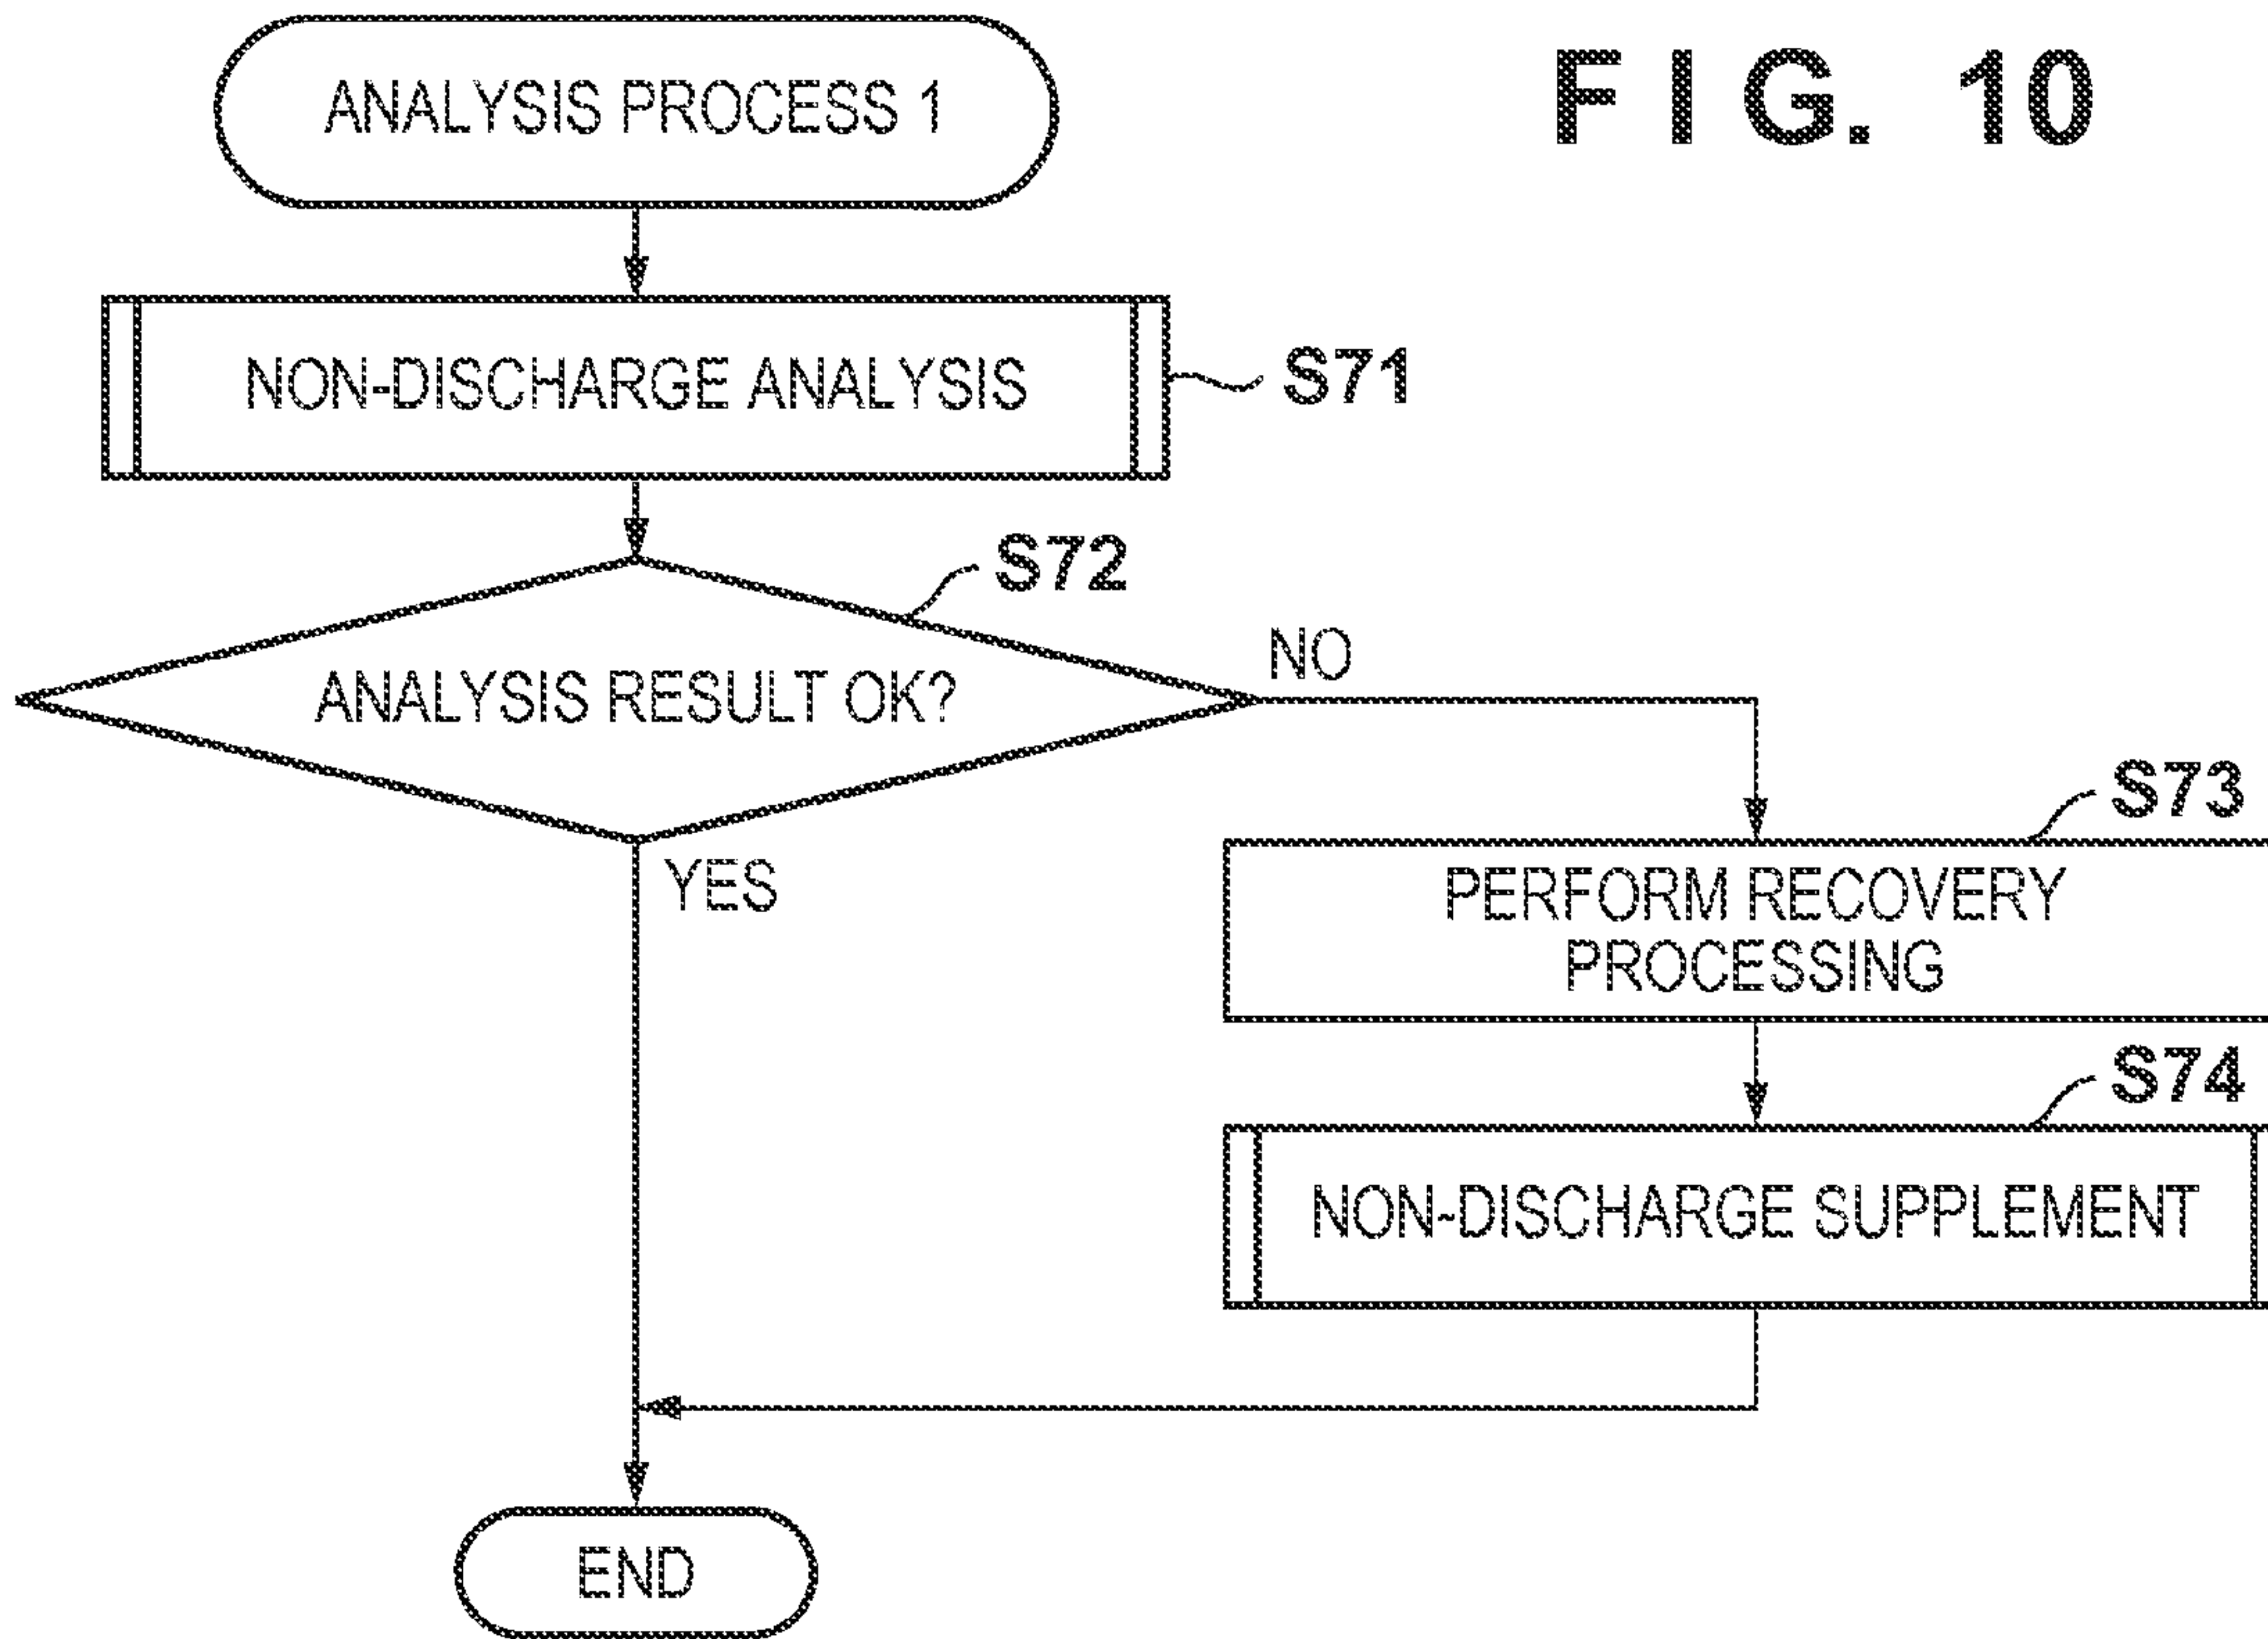 FIG. 10
ANALYSIS PROCESS 1
NON-DISCHARGE ANALYSIS
S71
S72
ANALYSIS RESULT OK?
NO
YES
S73
PERFORM RECOVERY
PROCESSING
S74
NON-DISCHARGE SUPPLEMENT
END